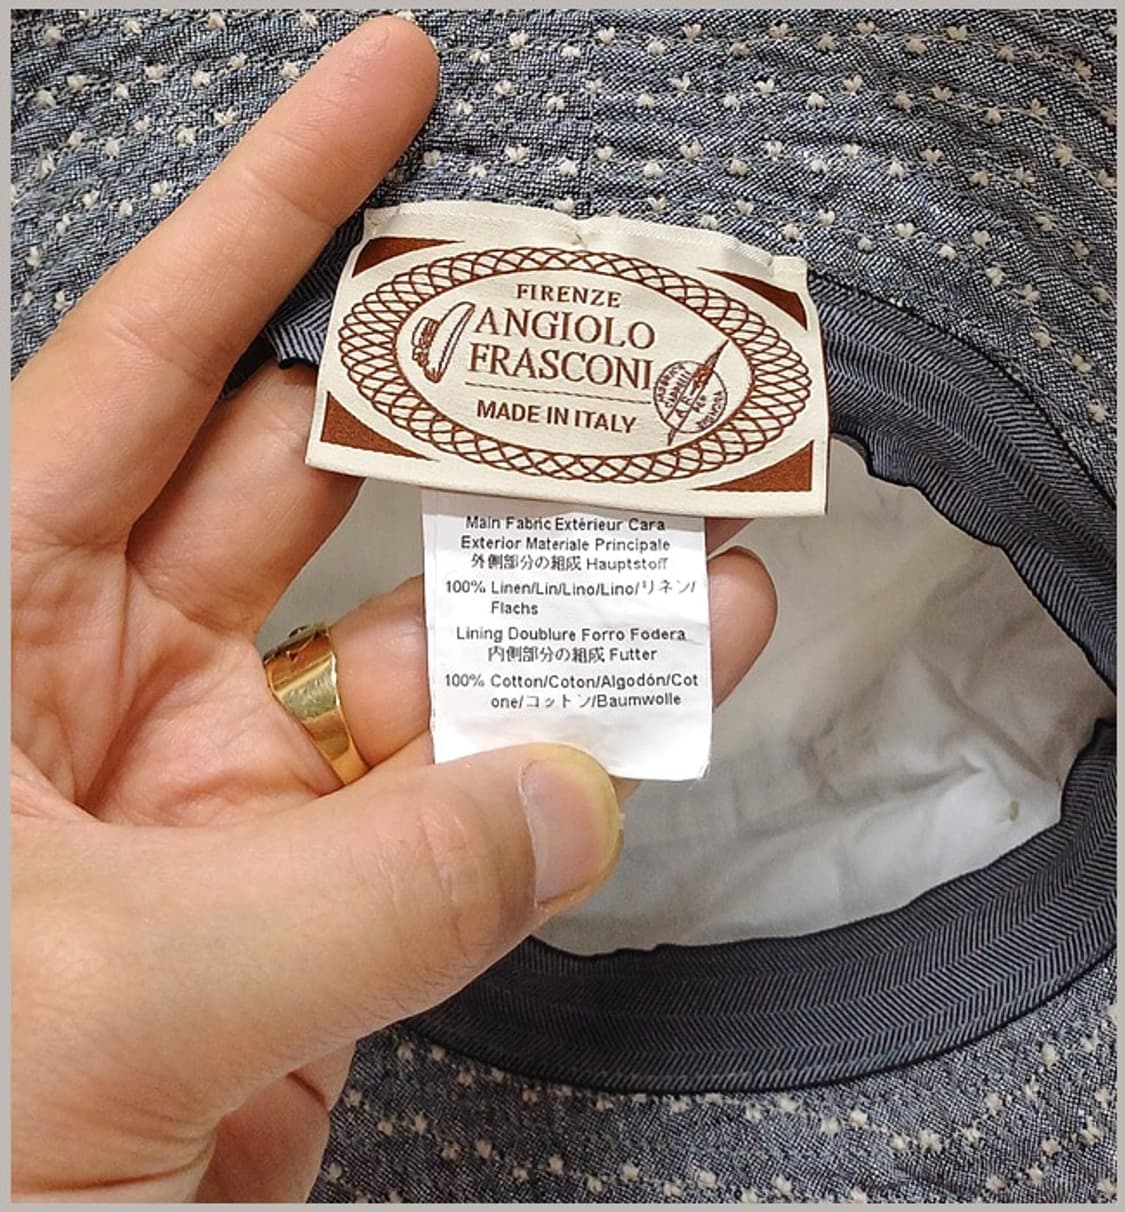 FIRENZE
ANGIOLO
FRASCONI
MADE IN ITALY
Main Fabric Extérieur Cara
Exterior Materiale Principale
外側部分の組成 Hauptstoff
100% Linen/Lin/Lino/Lino/リネン/
Flachs
Lining Doublure Forro Fodera
内側部分の組成 Futter
100% Cotton/Coton/Algodón/Cot
one/コットン/Baumwolle